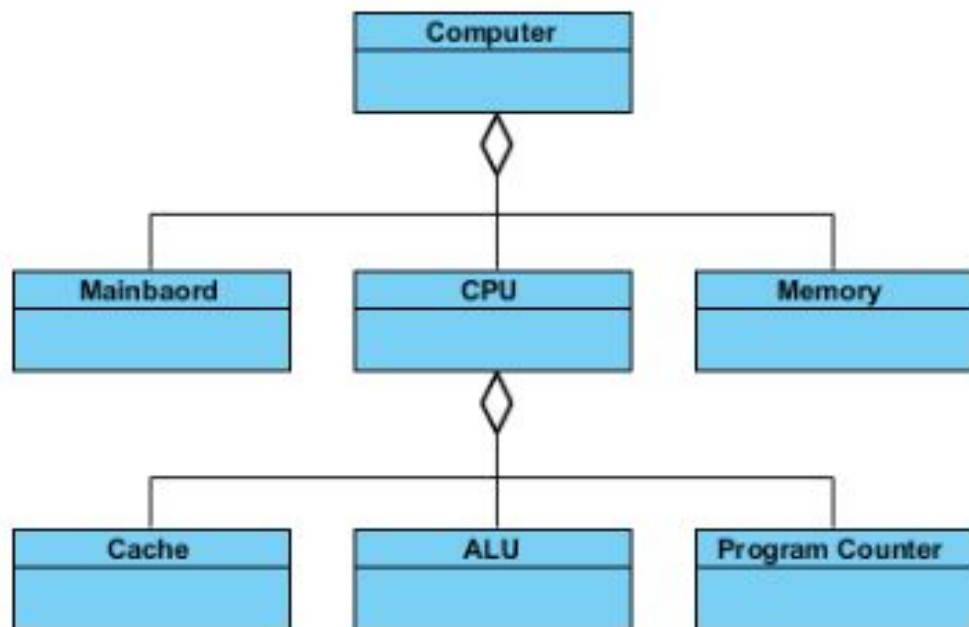 Computer
Mainbaord
CPU
Memory
Cache
ALU
Program Counter